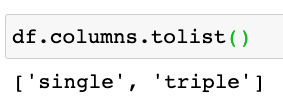 df.columns.tolist()
['single', 'triple']